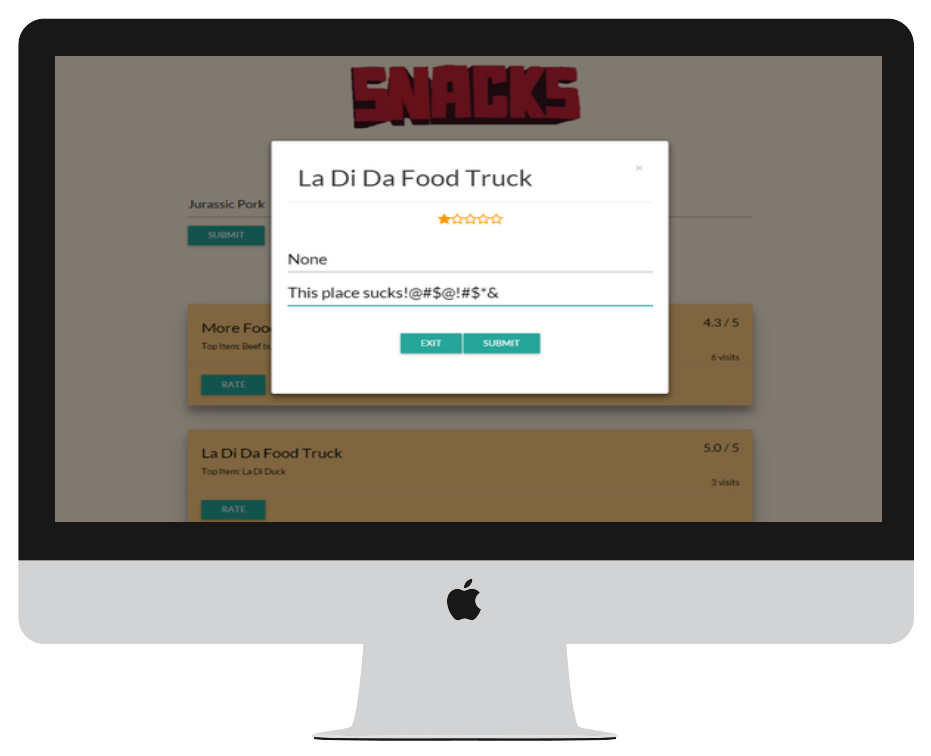 SNACKS
La Di Da Food Truck
×
Jurassic Pork
SUBMIT
None
This place sucks!@#$@!#$*&
EXIT SUBMIT
More Foo
4.3 / 5
Top Item: Beef bu
6 visits
RATE
La Di Da Food Truck
5.0 / 5
Top Item: La Di Duck
3 visits
RATE